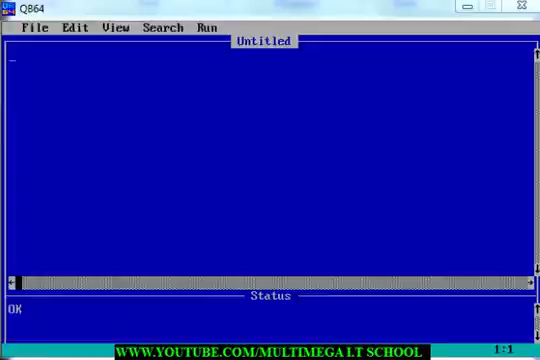 QB64
File Edit View Search Run
Untitled
Status
OK
WWW.YOUTUBE.COM/MULTIMEGA I.T SCHOOL
1:1